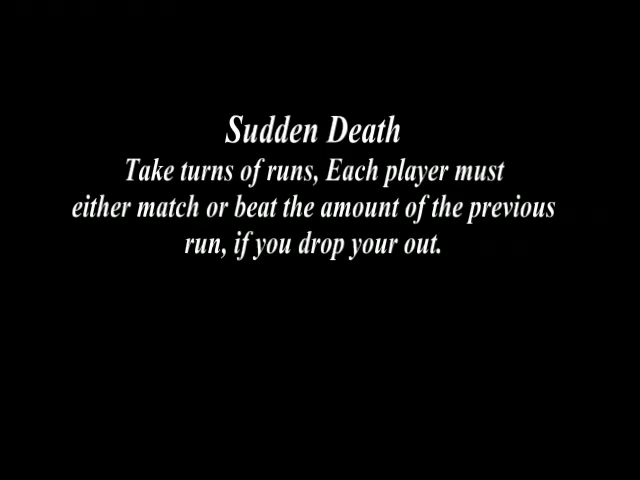 Sudden Death
Take turns of runs, Each player must
either match or beat the amount of the previous
run, if you drop your out.